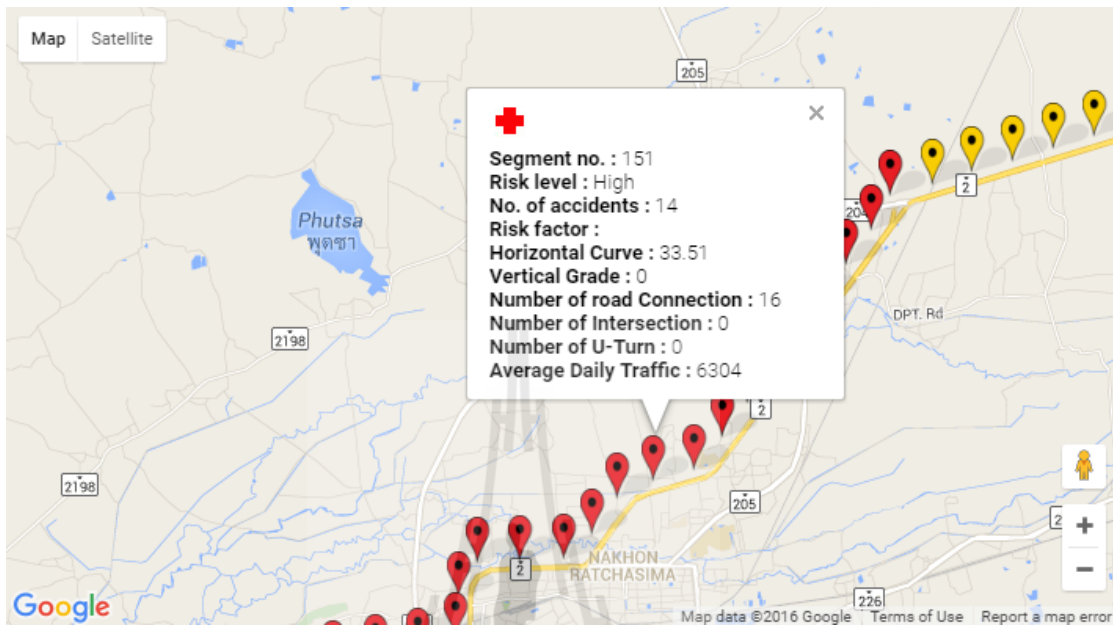 Map Satellite
205
Segment no. : 151
Risk level : High
No. of accidents : 14
Risk factor :
Horizontal Curve : 33.51
Vertical Grade : 0
Number of road Connection : 16
Number of Intersection : 0
Number of U-Turn : 0
Average Daily Traffic : 6304
2
204
Phutsa
พุดซา
DPT. Rd
2198
2
2198
205
2
NAKHON
RATCHASIMA
2
226
Google
Map data ©2016 Google Terms of Use Report a map error